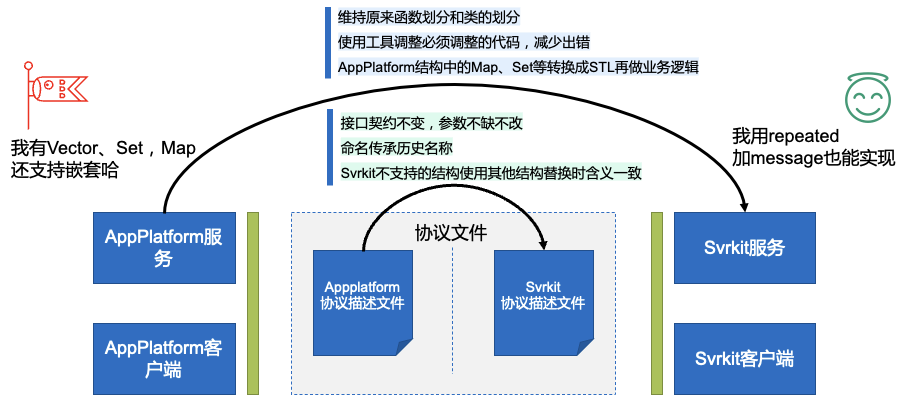 维持原来函数划分和类的划分
使用工具调整必须调整的代码，减少出错
AppPlatform结构中的Map、Set等转换成STL再做业务逻辑
接口契约不变，参数不缺不改
命名传承历史名称
Svrkit不支持的结构使用其他结构替换时含义一致
我有Vector、Set，Map
还支持嵌套哈
我用repeated
加message也能实现
AppPlatform服
务
协议文件
Svrkit服务
Appplatform
协议描述文件
Svrkit
协议描述文件
AppPlatform客
户端
Svrkit客户端